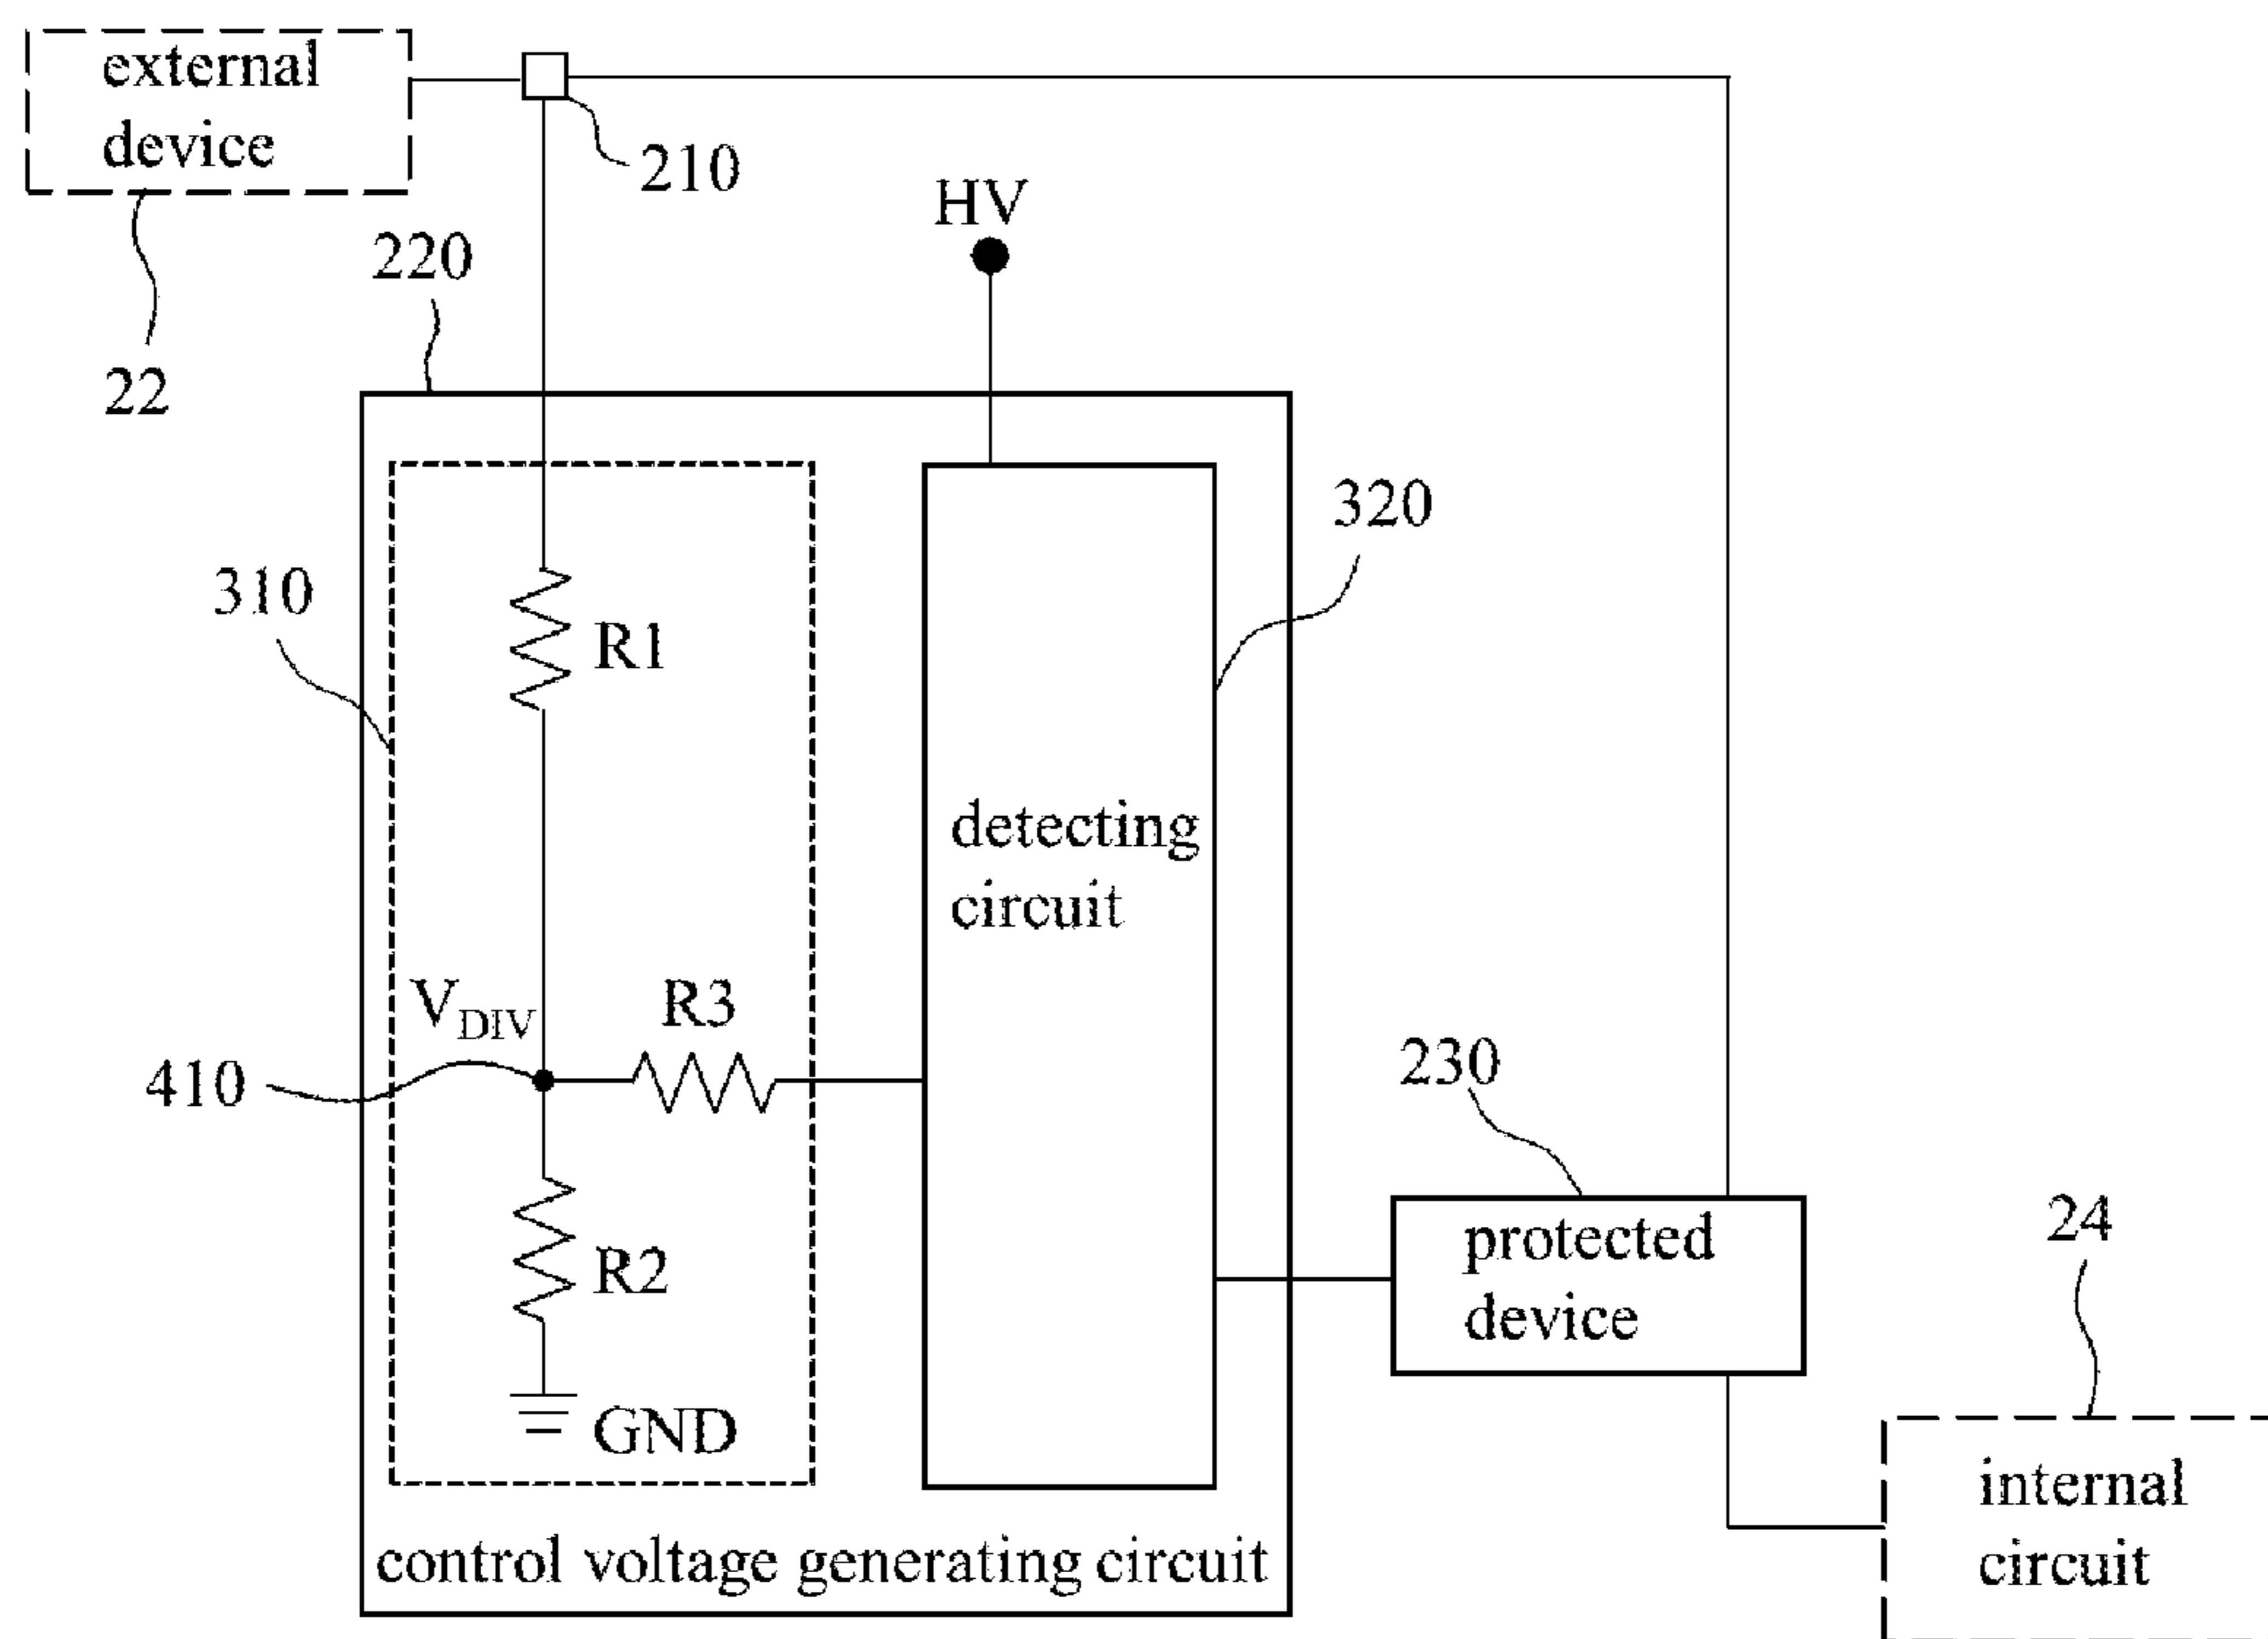 external
device
210
HV
220
22
320
310
R1
detecting
circuit
VDIV
R3
410
230
24
protected
device
R2
GND
internal
circuit
control voltage generating circuit